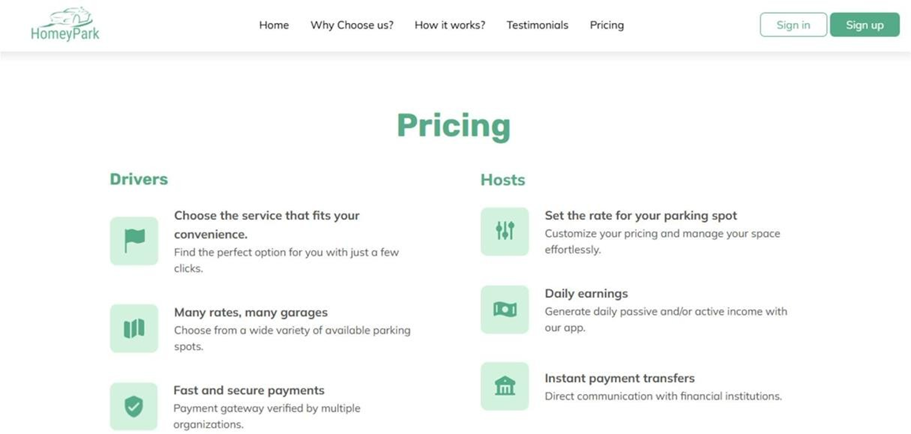 HomeyPark
Home
Why Choose us?
How it works?
Testimonials
Pricing
Sign in
Sign up
Pricing
Drivers
Choose the service that fits your
convenience.
Find the perfect option for you with just a few
clicks.
Many rates, many garages
Choose from a wide variety of available parking
spots.
Fast and secure payments
Payment gateway verified by multiple
organizations.
Hosts
Set the rate for your parking spot
Customize your pricing and manage your space
effortlessly.
Daily earnings
Generate daily passive and/or active income with
our app.
Instant payment transfers
Direct communication with financial institutions.